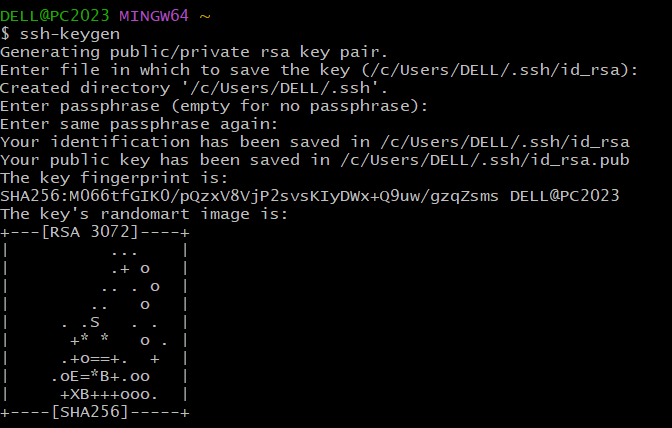 DELL@PC2023 MINGW64 ~
$ ssh-keygen
Generating public/private rsa key pair.
Enter file in which to save the key (/c/Users/DELL/.ssh/id_rsa):
Created directory '/c/Users/DELL/.ssh'.
Enter passphrase (empty for no passphrase):
Enter same passphrase again:
Your identification has been saved in /c/Users/DELL/.ssh/id_rsa
Your public key has been saved in /c/Users/DELL/.ssh/id_rsa.pub
The key fingerprint is:
SHA256:M066tfGIK0/pQzxV8VjP2svsKIyDWx+Q9uw/gzqZsms DELL@PC2023
The key's randomart image is:
+---[RSA 3072]----+
|          ...    |
|          .+ o   |
|         .. . o  |
|        ..   o   |
|     . .S   . .  |
|      +* *   o . |
|     .+o==+.  +  |
|    .oE=*B+.oo   |
|     +XB+++ooo.  |
+----[SHA256]-----+